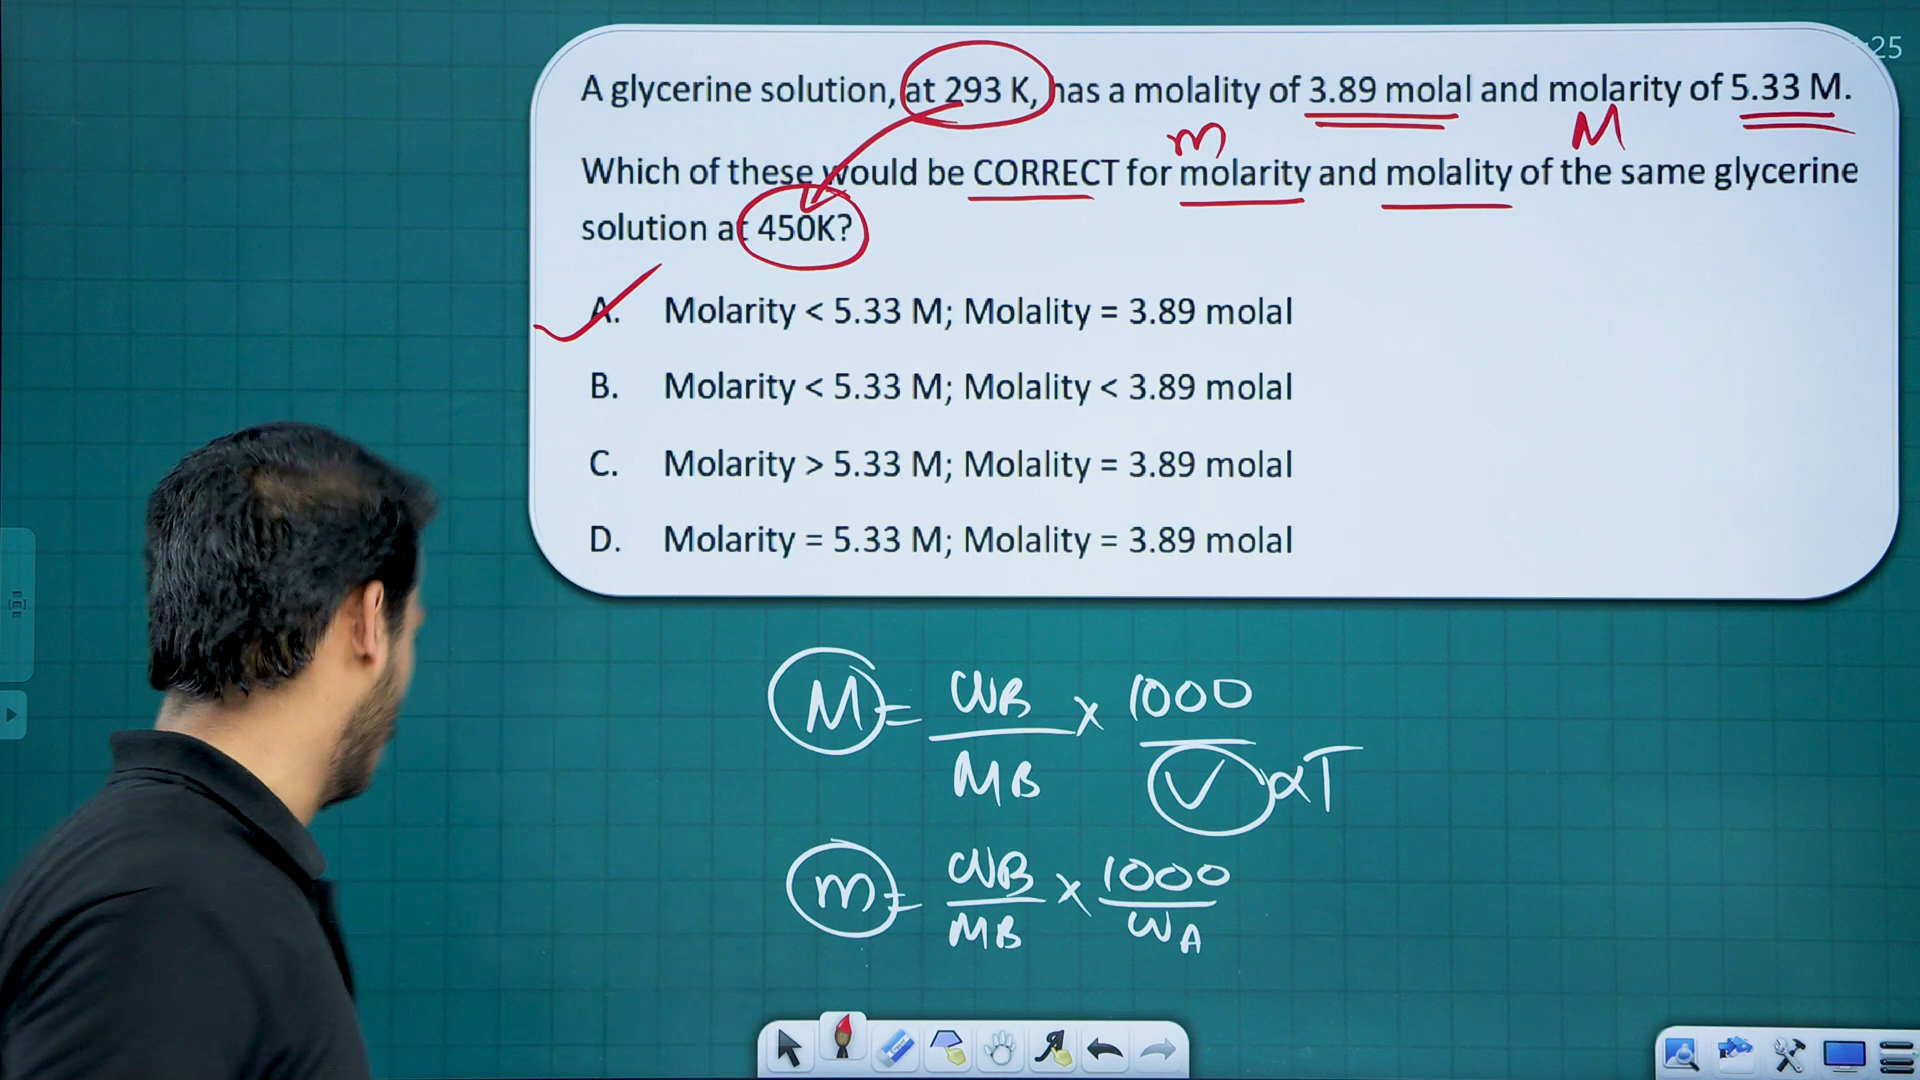 :25
A glycerine solution, at 293 K, has a molality of 3.89 molal and molarity of 5.33 M.
m M
Which of these would be CORRECT for molarity and molality of the same glycerine
solution at 450K?
A. Molarity < 5.33 M; Molality = 3.89 molal
B. Molarity < 5.33 M; Molality < 3.89 molal
C. Molarity > 5.33 M; Molality = 3.89 molal
D. Molarity = 5.33 M; Molality = 3.89 molal
M = WB / MB × 1000 / V ∝ T
m = WB / MB × 1000 / WA